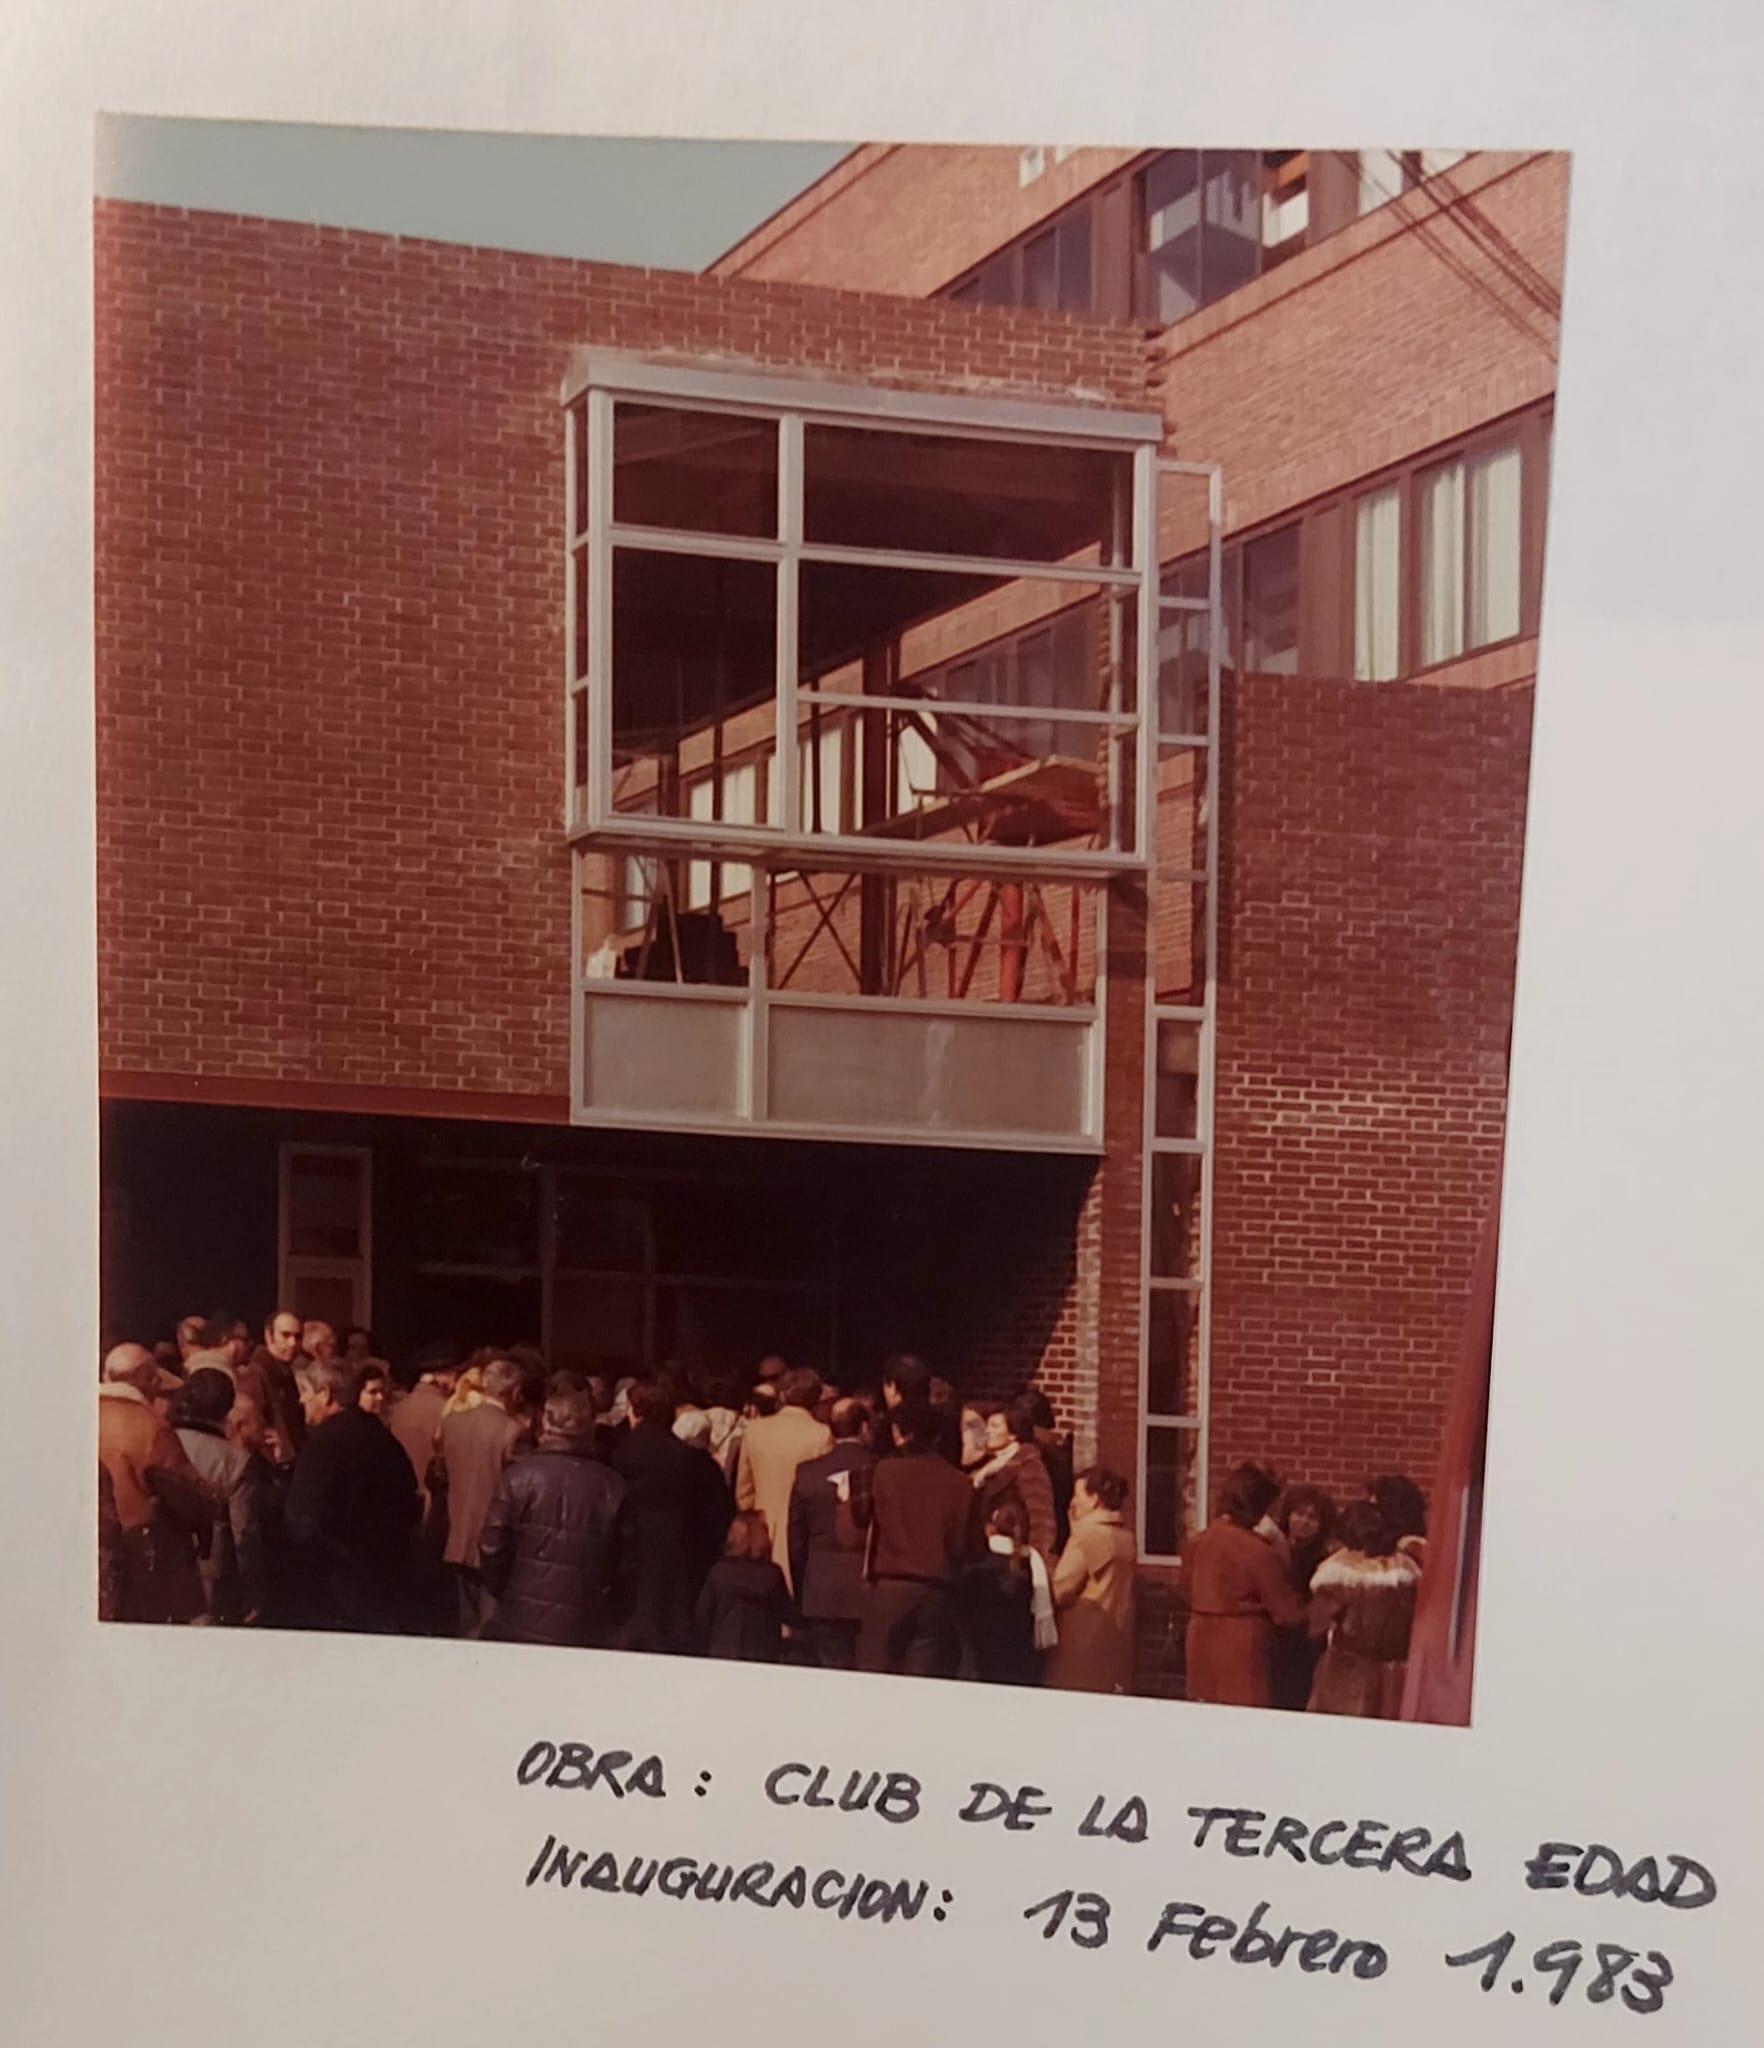 OBRA: CLUB DE LA TERCERA EDAD
INAUGURACION: 13 Febrero 1.983